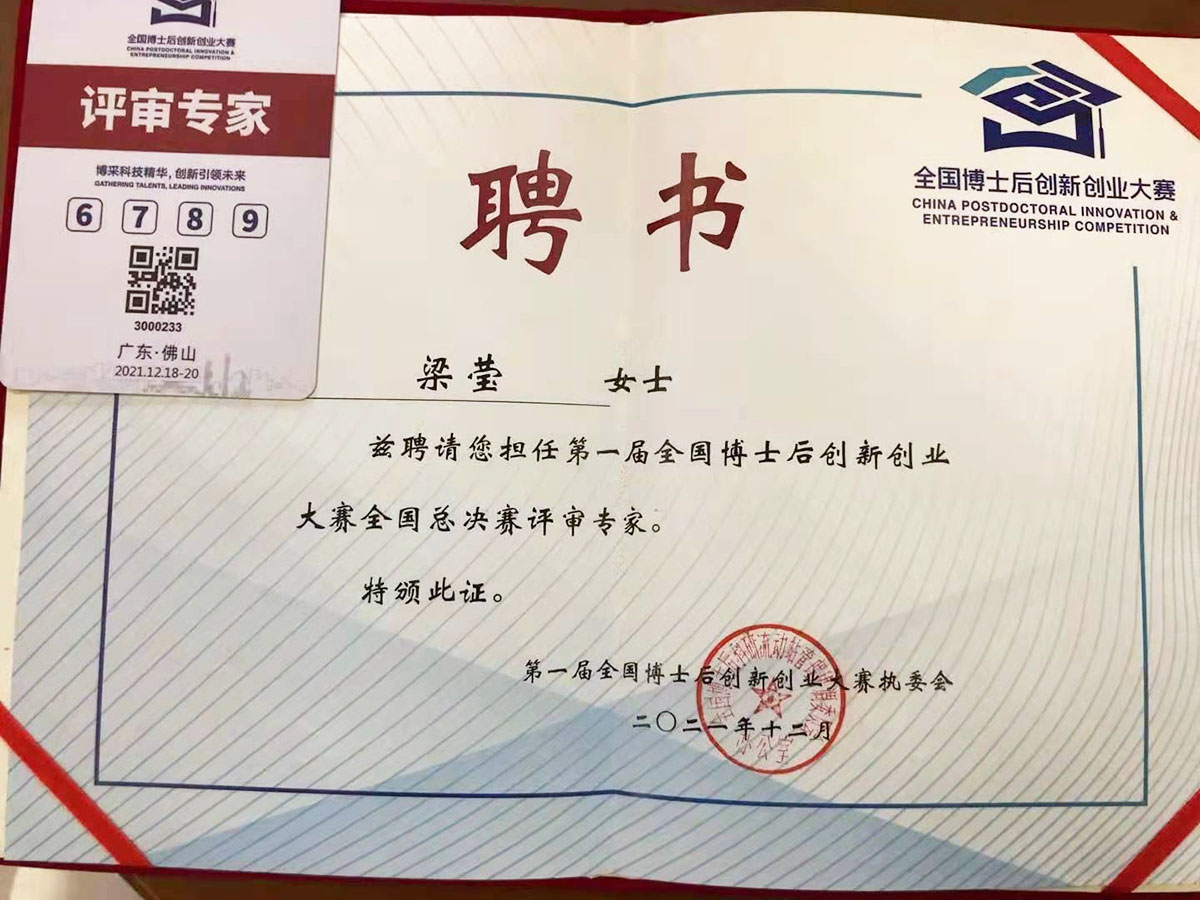 全国博士后创新创业大赛
CHINA POSTDOCTORAL INNOVATION &
ENTREPRENEURSHIP COMPETITION
评审专家
博采科技精华，创新引领未来
GATHERING TALENTS, LEADING INNOVATIONS
6 7 8 9
3000233
广东·佛山
2021.12.18-20
全国博士后创新创业大赛
CHINA POSTDOCTORAL INNOVATION &
ENTREPRENEURSHIP COMPETITION
聘书
梁莹 女士
兹聘请您担任第一届全国博士后创新创业
大赛全国总决赛评审专家。
特颁此证。
第一届全国博士后创新创业大赛执委会
二〇二一年十二月
办公室